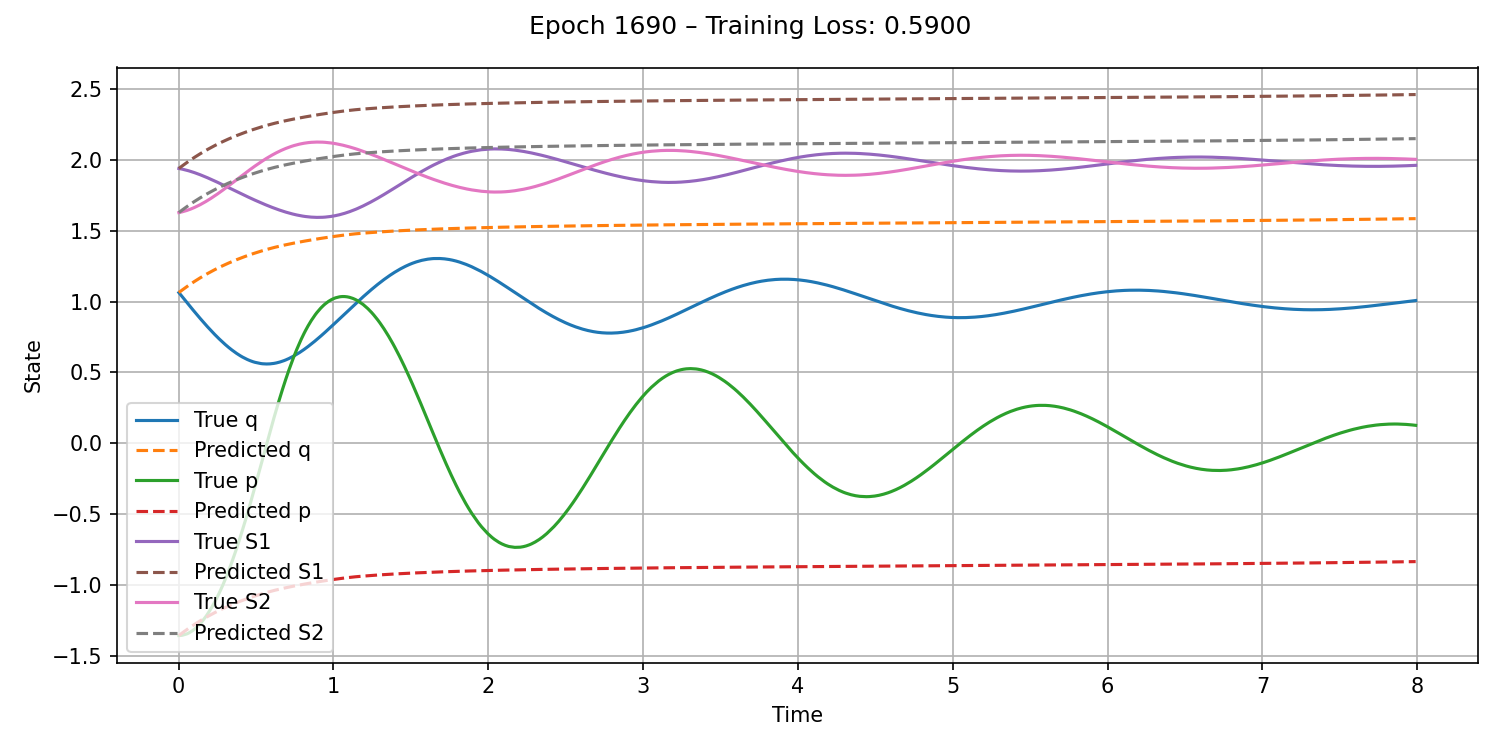 Epoch 1690 – Training Loss: 0.5900
2.5
2.0
1.5
1.0
0.5
0.0
−0.5
−1.0
−1.5
State
True q
Predicted q
True p
Predicted p
True S1
Predicted S1
True S2
Predicted S2
0 1 2 3 4 5 6 7 8
Time